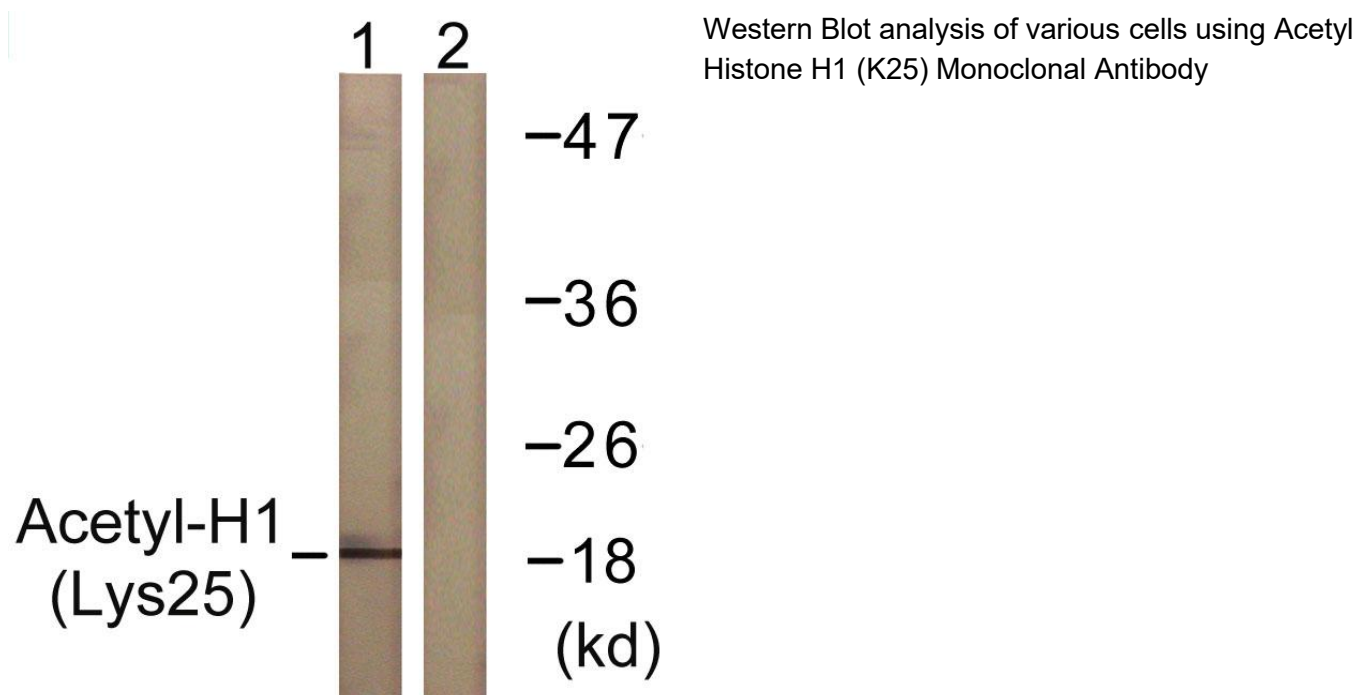 1 2
Western Blot analysis of various cells using Acetyl
Histone H1 (K25) Monoclonal Antibody
–47
–36
–26
Acetyl-H1
(Lys25)
–
–18
(kd)